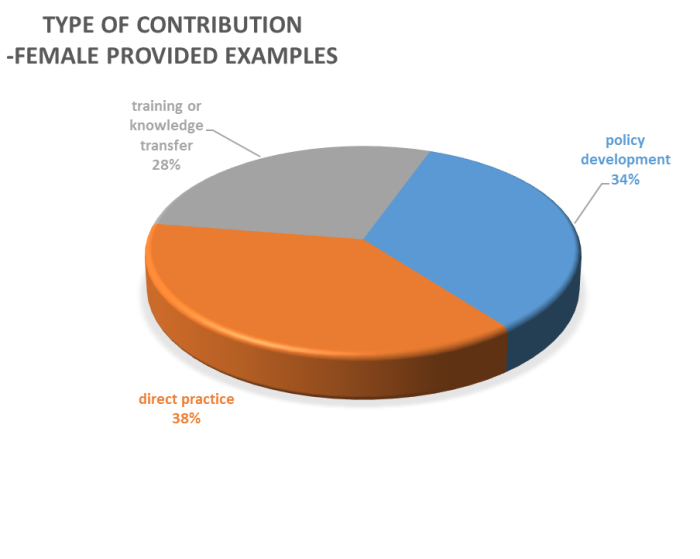 TYPE OF CONTRIBUTION
-FEMALE PROVIDED EXAMPLES
training or
knowledge
transfer
28%
policy
development
34%
direct practice
38%